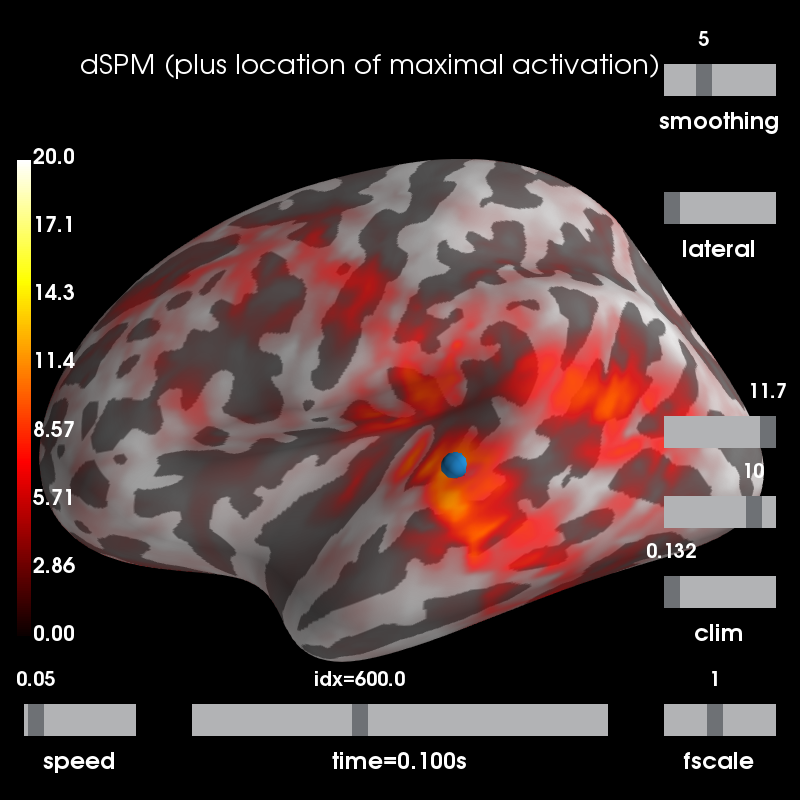 5
dSPM (plus location of maximal activation)
smoothing
20.0
17.1
lateral
14.3
11.4
11.7
8.57
10
5.71
0.132
2.86
0.00
clim
0.05
idx=600.0
1
speed
time=0.100s
fscale